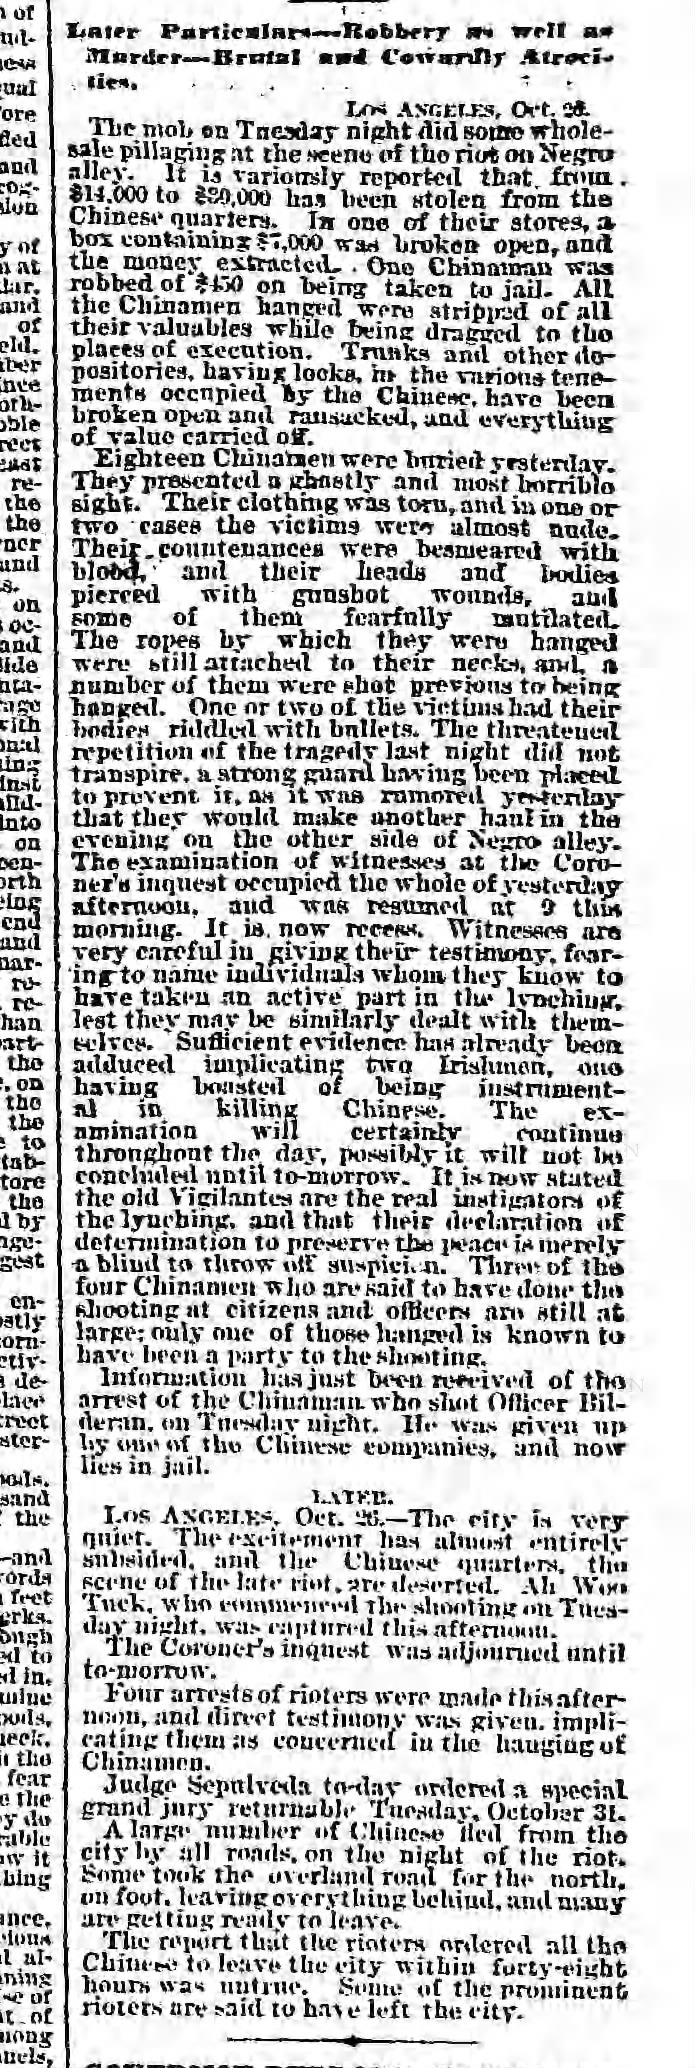 Later Particulars—Robbery as well as
Murder—Brutal and Cowardly Atroci-
ties.
LOS ANGELES, Oct. 26.
The mob on Tuesday night did some whole-
sale pillaging at the scene of the riot on Negro
alley. It is variously reported that from
$14,000 to $30,000 has been stolen from the
Chinese quarters. In one of their stores, a
box containing $7,000 was broken open, and
the money extracted. One Chinaman was
robbed of $450 on being taken to jail. All
the Chinamen hanged were stripped of all
their valuables while being dragged to the
places of execution. Trunks and other de-
positories, having locks, in the various tene-
ments occupied by the Chinese, have been
broken open and ransacked, and everything
of value carried off.
Eighteen Chinamen were buried yesterday.
They presented a ghastly and most horrible
sight. Their clothing was torn, and in one or
two cases the victims were almost nude.
Their countenances were besmeared with
blood, and their heads and bodies
pierced with gunshot wounds, and
some of them fearfully mutilated.
The ropes by which they were hanged
were still attached to their necks, and, a
number of them were shot previous to being
hanged. One or two of the victims had their
bodies riddled with bullets. The threatened
repetition of the tragedy last night did not
transpire, a strong guard having been placed
to prevent it, as it was rumored yesterday
that they would make another haul in the
evening on the other side of Negro alley.
The examination of witnesses at the Coro-
ner's inquest occupied the whole of yesterday
afternoon, and was resumed at 9 this
morning. It is now recess. Witnesses are
very careful in giving their testimony, fear-
ing to name individuals whom they know to
have taken an active part in the lynching,
lest they may be similarly dealt with them-
selves. Sufficient evidence has already been
adduced implicating two Irishmen, one
having boasted of being instrument-
al in killing Chinese. The ex-
amination will certainly continue
throughout the day, possibly it will not be
concluded until to-morrow. It is now stated
the old Vigilantes are the real instigators of
the lynching, and that their declaration of
determination to preserve the peace is merely
a blind to throw off suspicion. Three of the
four Chinamen who are said to have done the
shooting at citizens and officers are still at
large; only one of those hanged is known to
have been a party to the shooting.
Information has just been received of the
arrest of the Chinaman who shot Officer Bil-
deran, on Tuesday night. He was given up
by one of the Chinese companies, and now
lies in jail.
LATER.
LOS ANGELES, Oct. 26.—The city is very
quiet. The excitement has almost entirely
subsided, and the Chinese quarters, the
scene of the late riot, are deserted. Ah Woo
Tuck, who commenced the shooting on Tues-
day night, was captured this afternoon.
The Coroner's inquest was adjourned until
to-morrow.
Four arrests of rioters were made this after-
noon, and direct testimony was given, impli-
cating them as concerned in the hanging of
Chinamen.
Judge Sepulveda to-day ordered a special
grand jury returnable Tuesday, October 31.
A large number of Chinese fled from the
city by all roads, on the night of the riot.
Some took the overland road for the north,
on foot, leaving everything behind, and many
are getting ready to leave.
The report that the rioters ordered all the
Chinese to leave the city within forty-eight
hours was untrue. Some of the prominent
rioters are said to have left the city.